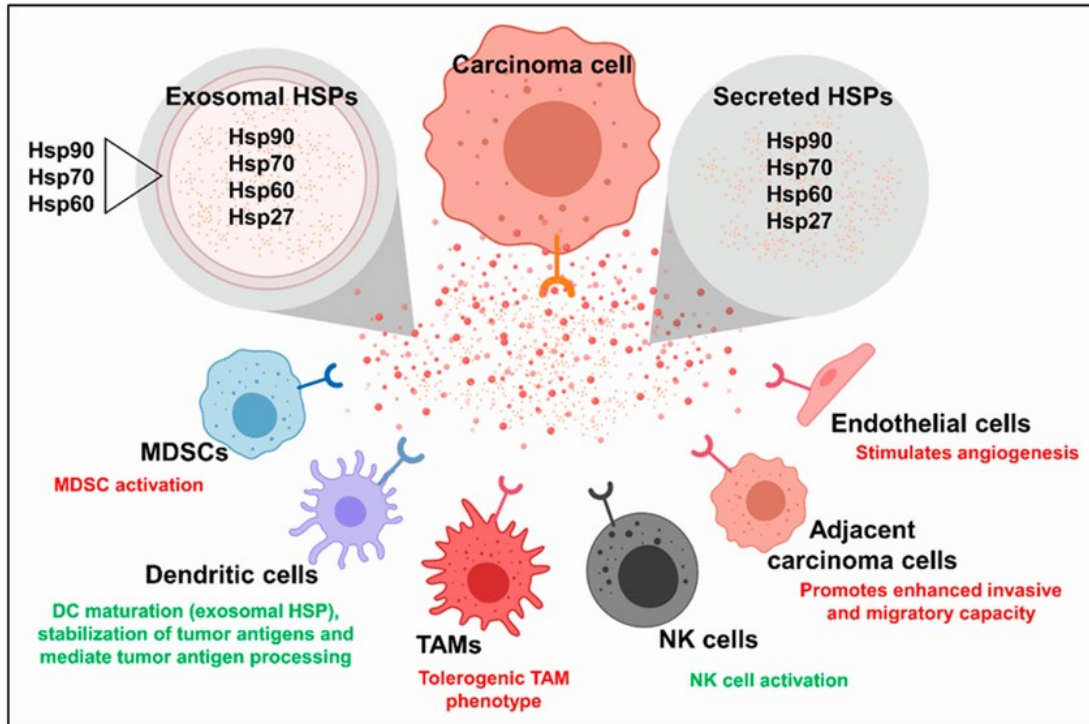 Carcinoma cell
Exosomal HSPs
Hsp90
Hsp70
Hsp60
Hsp27
Hsp90
Hsp70
Hsp60
Secreted HSPs
Hsp90
Hsp70
Hsp60
Hsp27
MDSCs
MDSC activation
Dendritic cells
DC maturation (exosomal HSP),
stabilization of tumor antigens and
mediate tumor antigen processing
TAMs
Tolerogenic TAM
phenotype
NK cells
NK cell activation
Adjacent
carcinoma cells
Promotes enhanced invasive
and migratory capacity
Endothelial cells
Stimulates angiogenesis